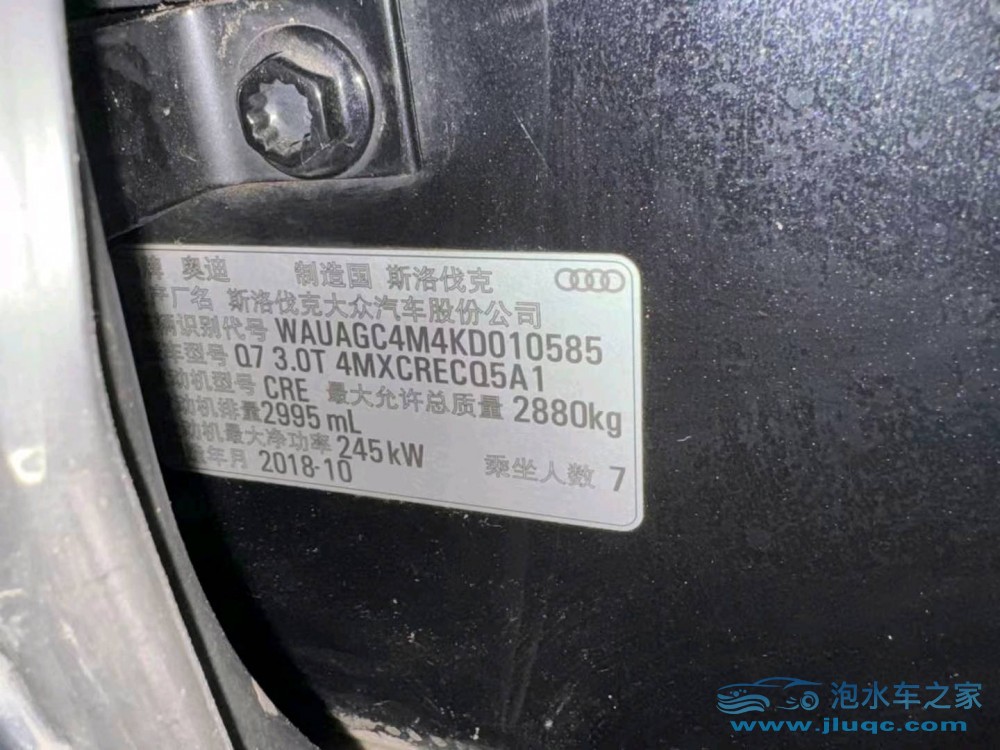 奥迪 制造国 斯洛伐克
厂名 斯洛伐克大众汽车股份公司
识别代号 WAUAGC4M4KD010585
车型号 Q7 3.0T 4MXCRECQ5A1
动机型号 CRE 最大允许总质量 2880kg
动机排量 2995 mL
动机最大净功率 245 kW
年月 2018-10 乘坐人数 7
泡水车之家
www.jluqc.com